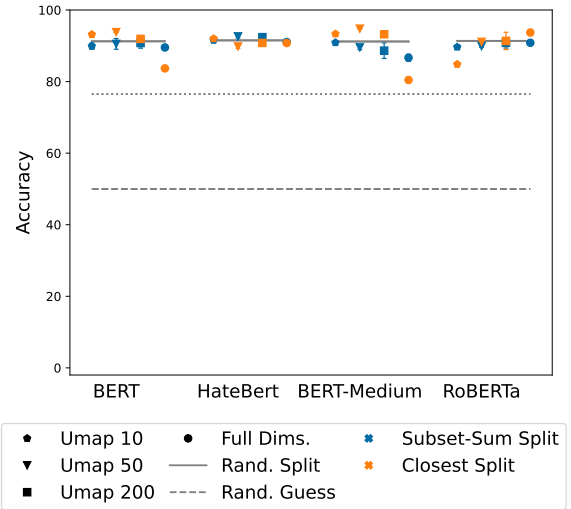 100
80
60
40
20
0
Accuracy
BERT HateBert BERT-Medium RoBERTa
Umap 10 Full Dims. Subset-Sum Split
Umap 50 Rand. Split Closest Split
Umap 200 Rand. Guess